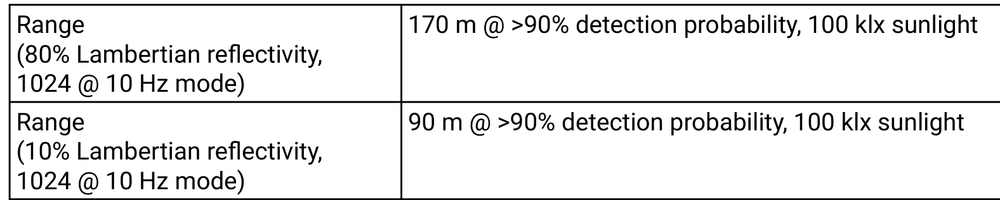 Range
(80% Lambertian reflectivity,
1024 @ 10 Hz mode)
170 m @ >90% detection probability, 100 klx sunlight
Range
(10% Lambertian reflectivity,
1024 @ 10 Hz mode)
90 m @ >90% detection probability, 100 klx sunlight